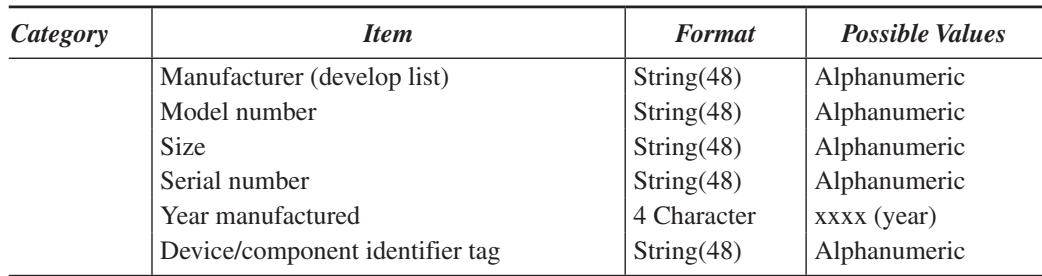 Category Item Format Possible Values
Manufacturer (develop list) String(48) Alphanumeric
Model number String(48) Alphanumeric
Size String(48) Alphanumeric
Serial number String(48) Alphanumeric
Year manufactured 4 Character xxxx (year)
Device/component identifier tag String(48) Alphanumeric